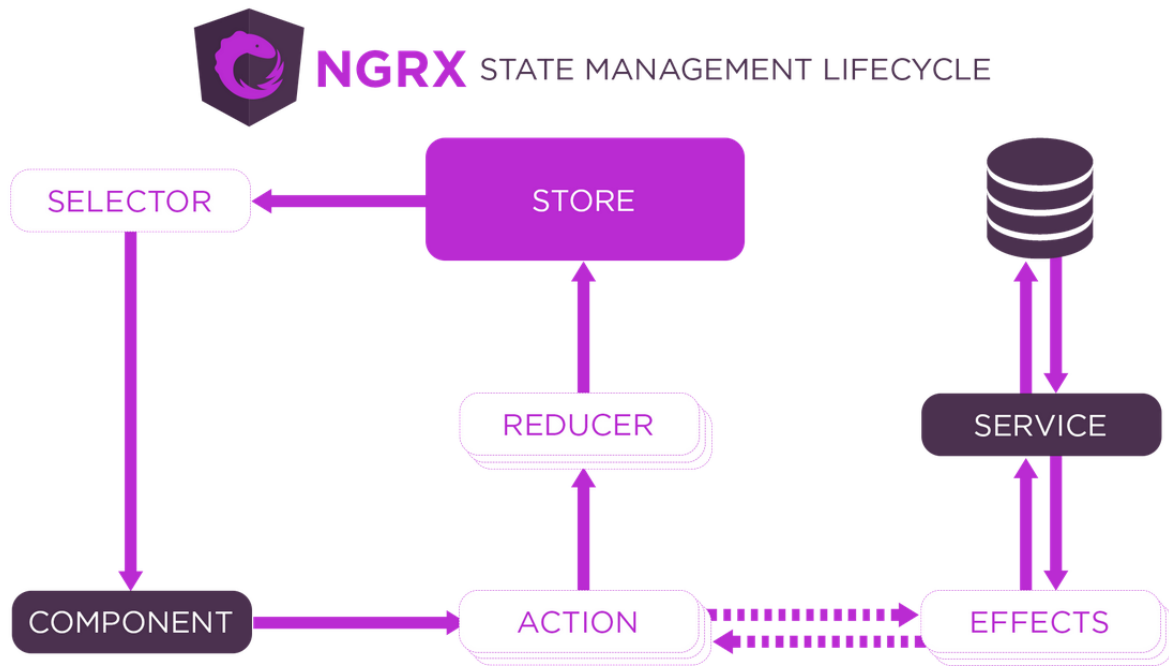 NGRX STATE MANAGEMENT LIFECYCLE
SELECTOR
STORE
REDUCER
SERVICE
COMPONENT
ACTION
EFFECTS